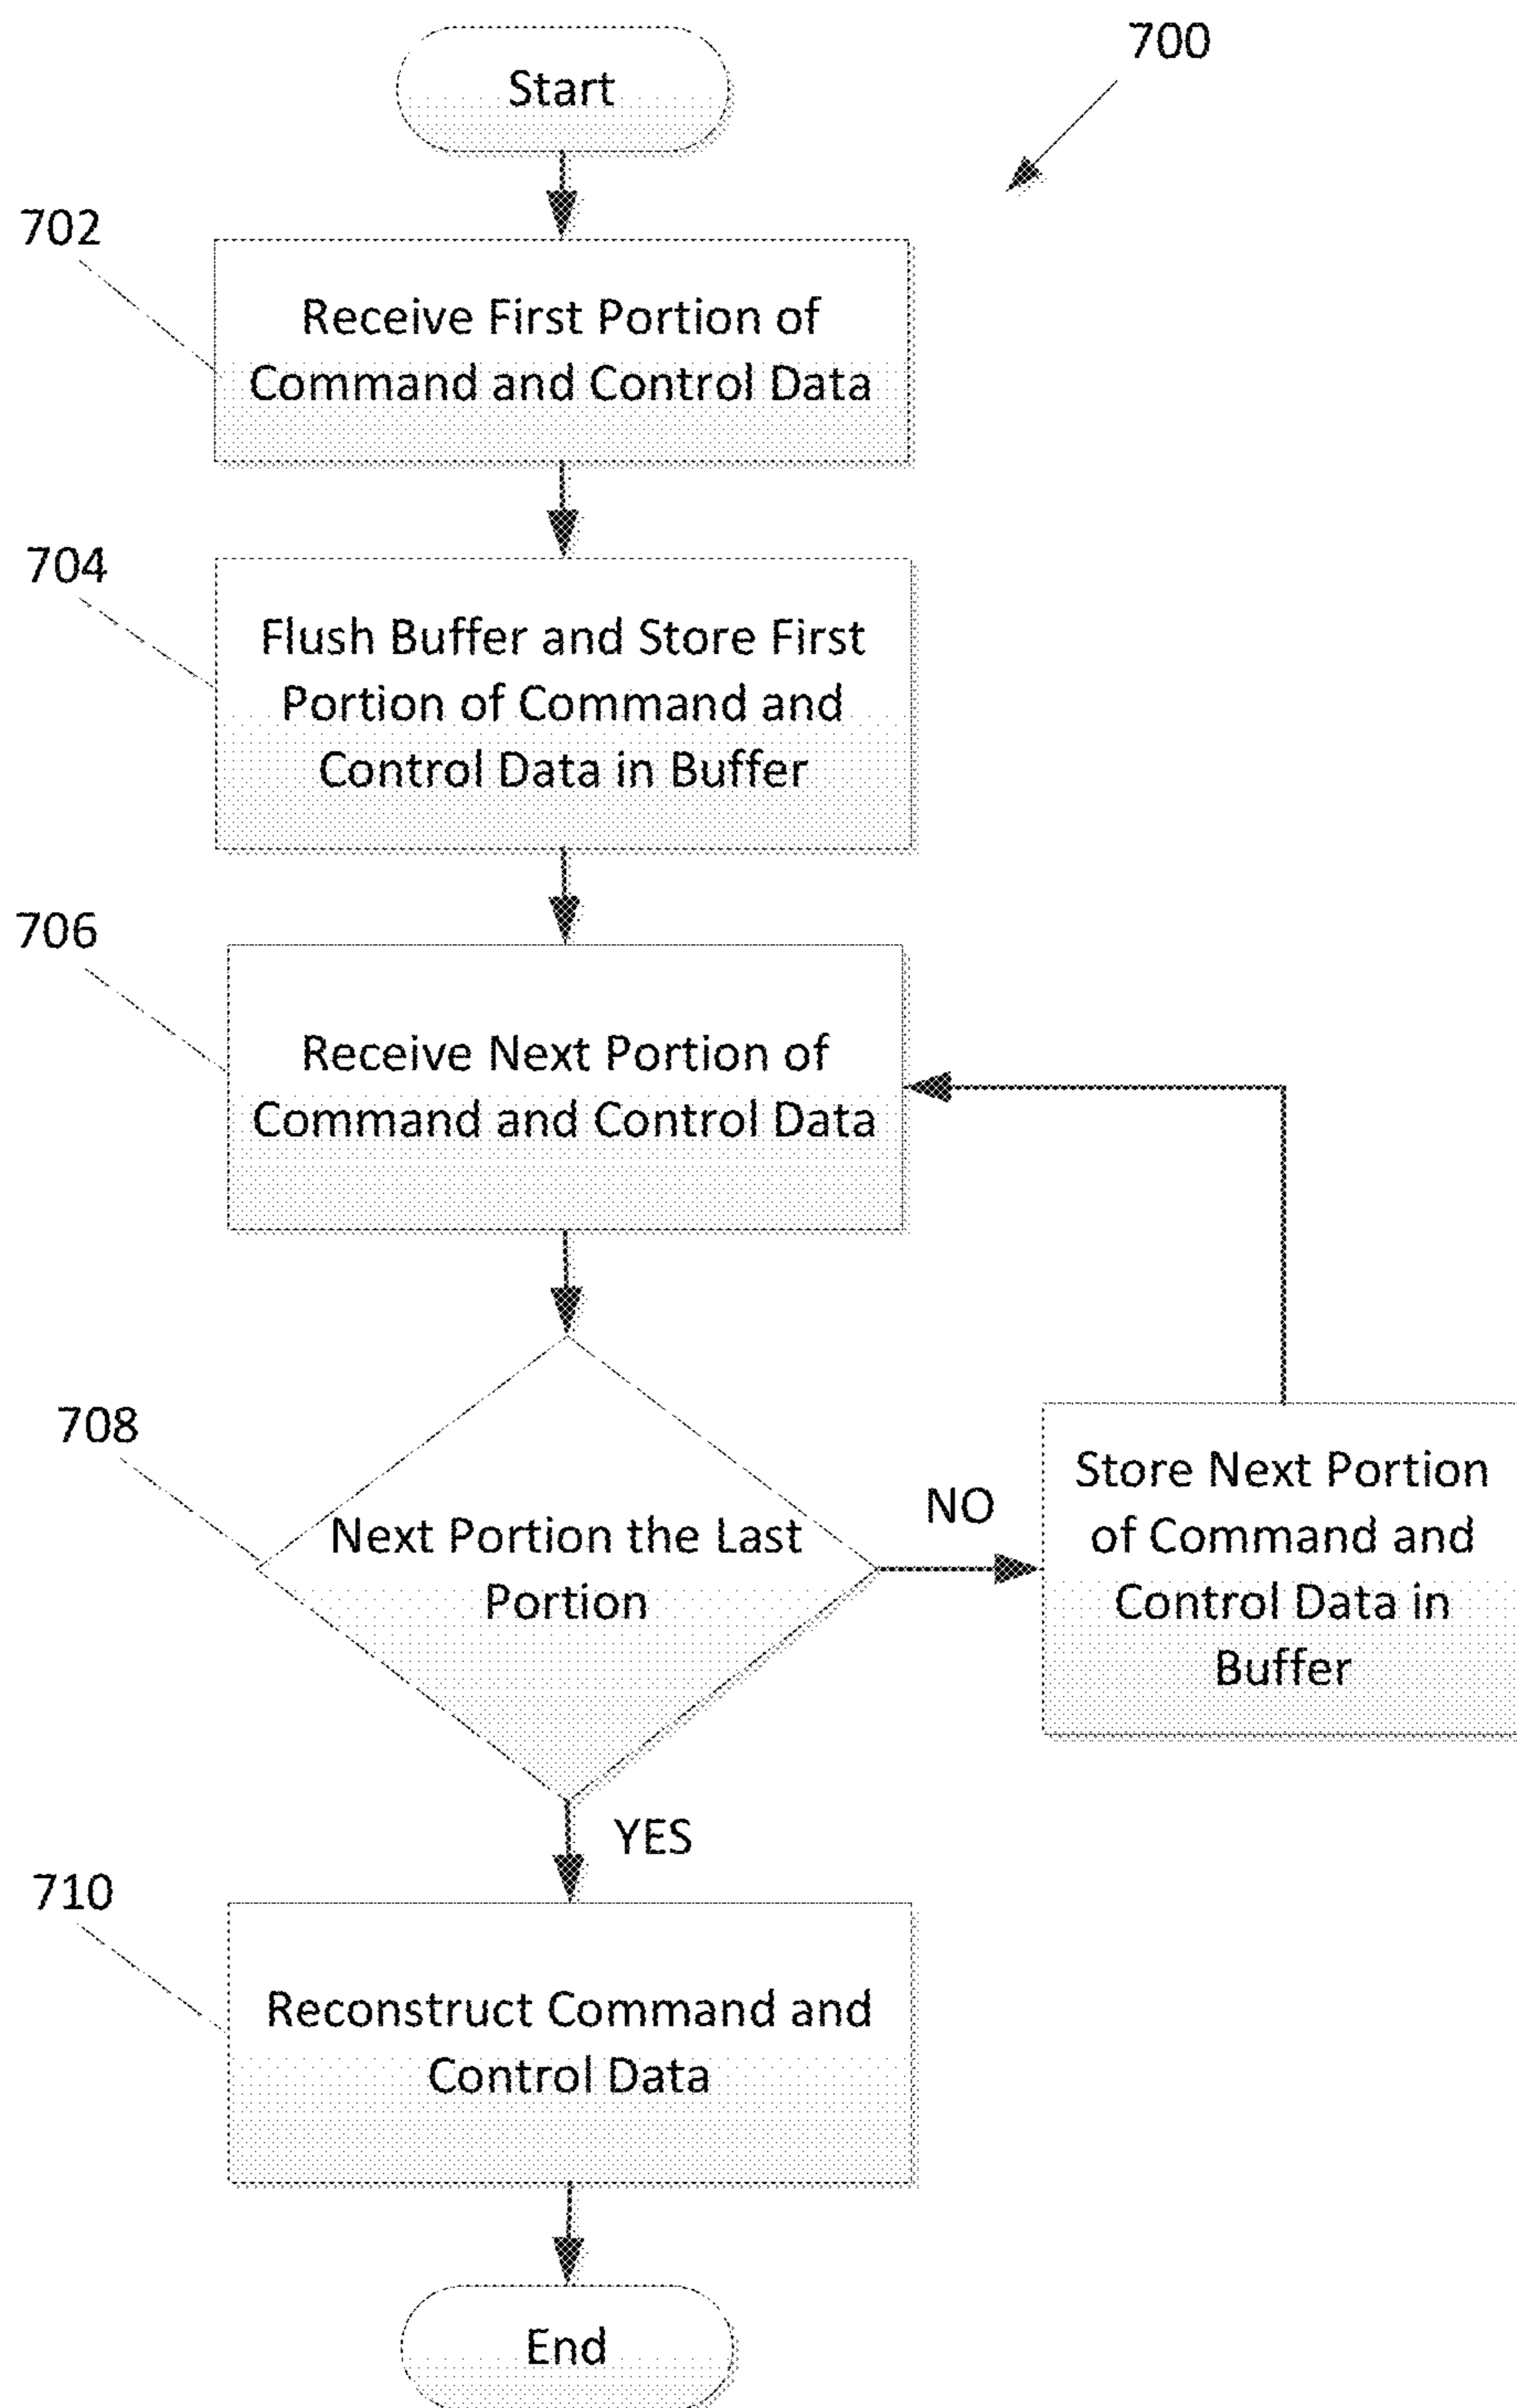 Start
700
702
Receive First Portion of
Command and Control Data
704
Flush Buffer and Store First
Portion of Command and
Control Data in Buffer
706
Receive Next Portion of
Command and Control Data
708
Next Portion the Last
Portion
NO
Store Next Portion
of Command and
Control Data in
Buffer
YES
710
Reconstruct Command and
Control Data
End